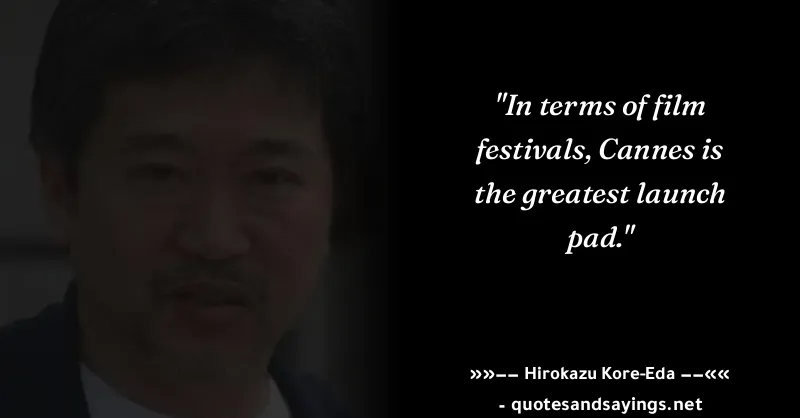 "In terms of film
festivals, Cannes is
the greatest launch
pad."
»»–– Hirokazu Kore-Eda ––««
- quotesandsayings.net